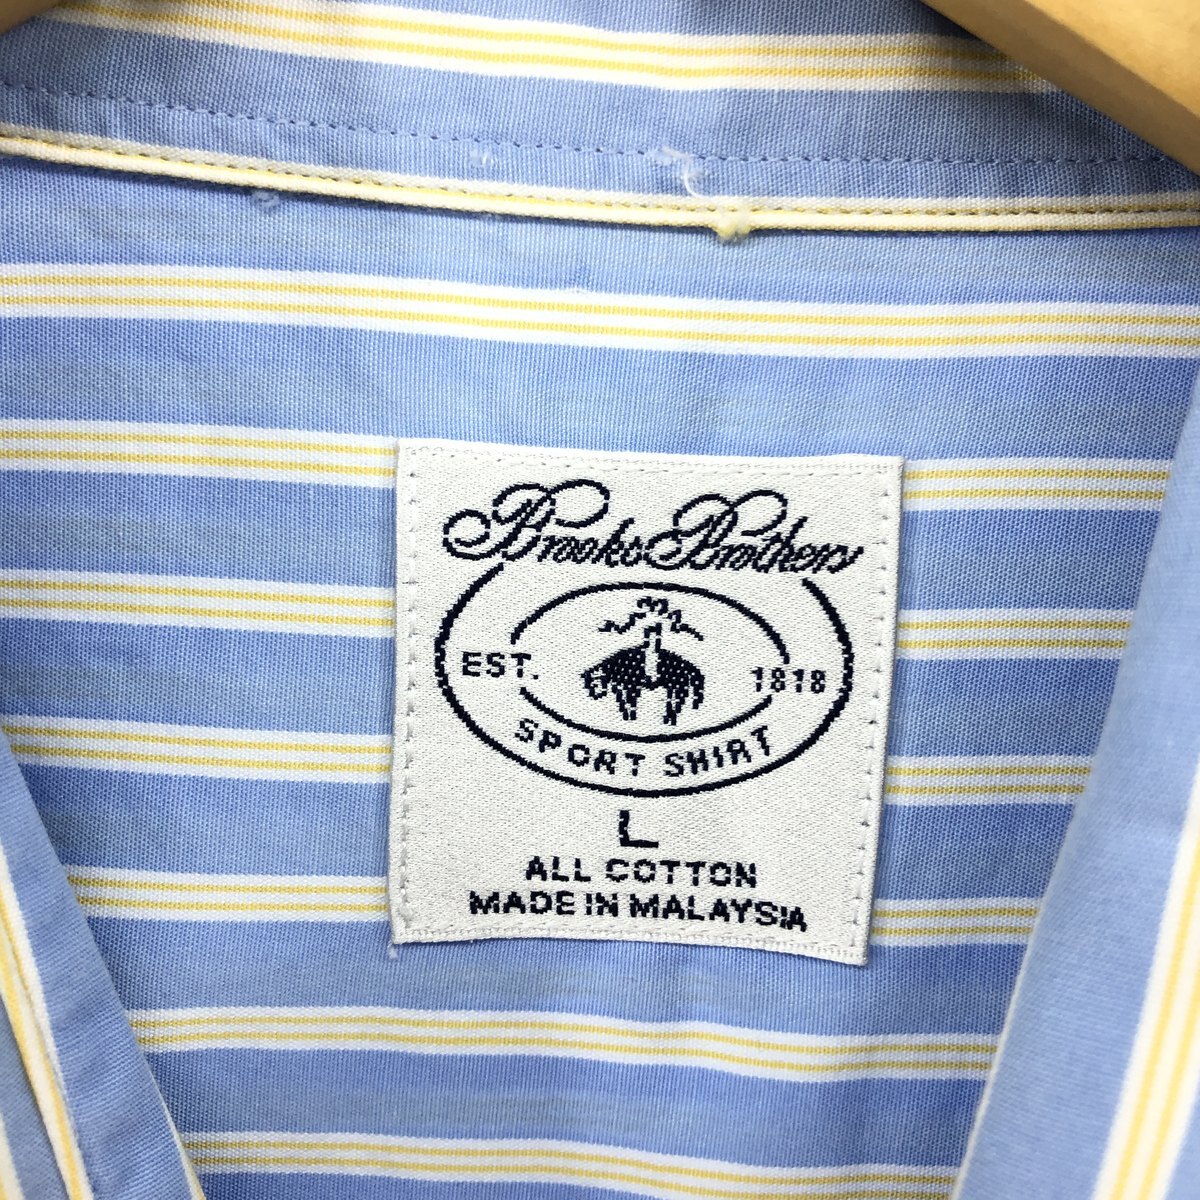 Brooks Brothers
EST. 1818
SPORT SHIRT
L
ALL COTTON
MADE IN MALAYSIA